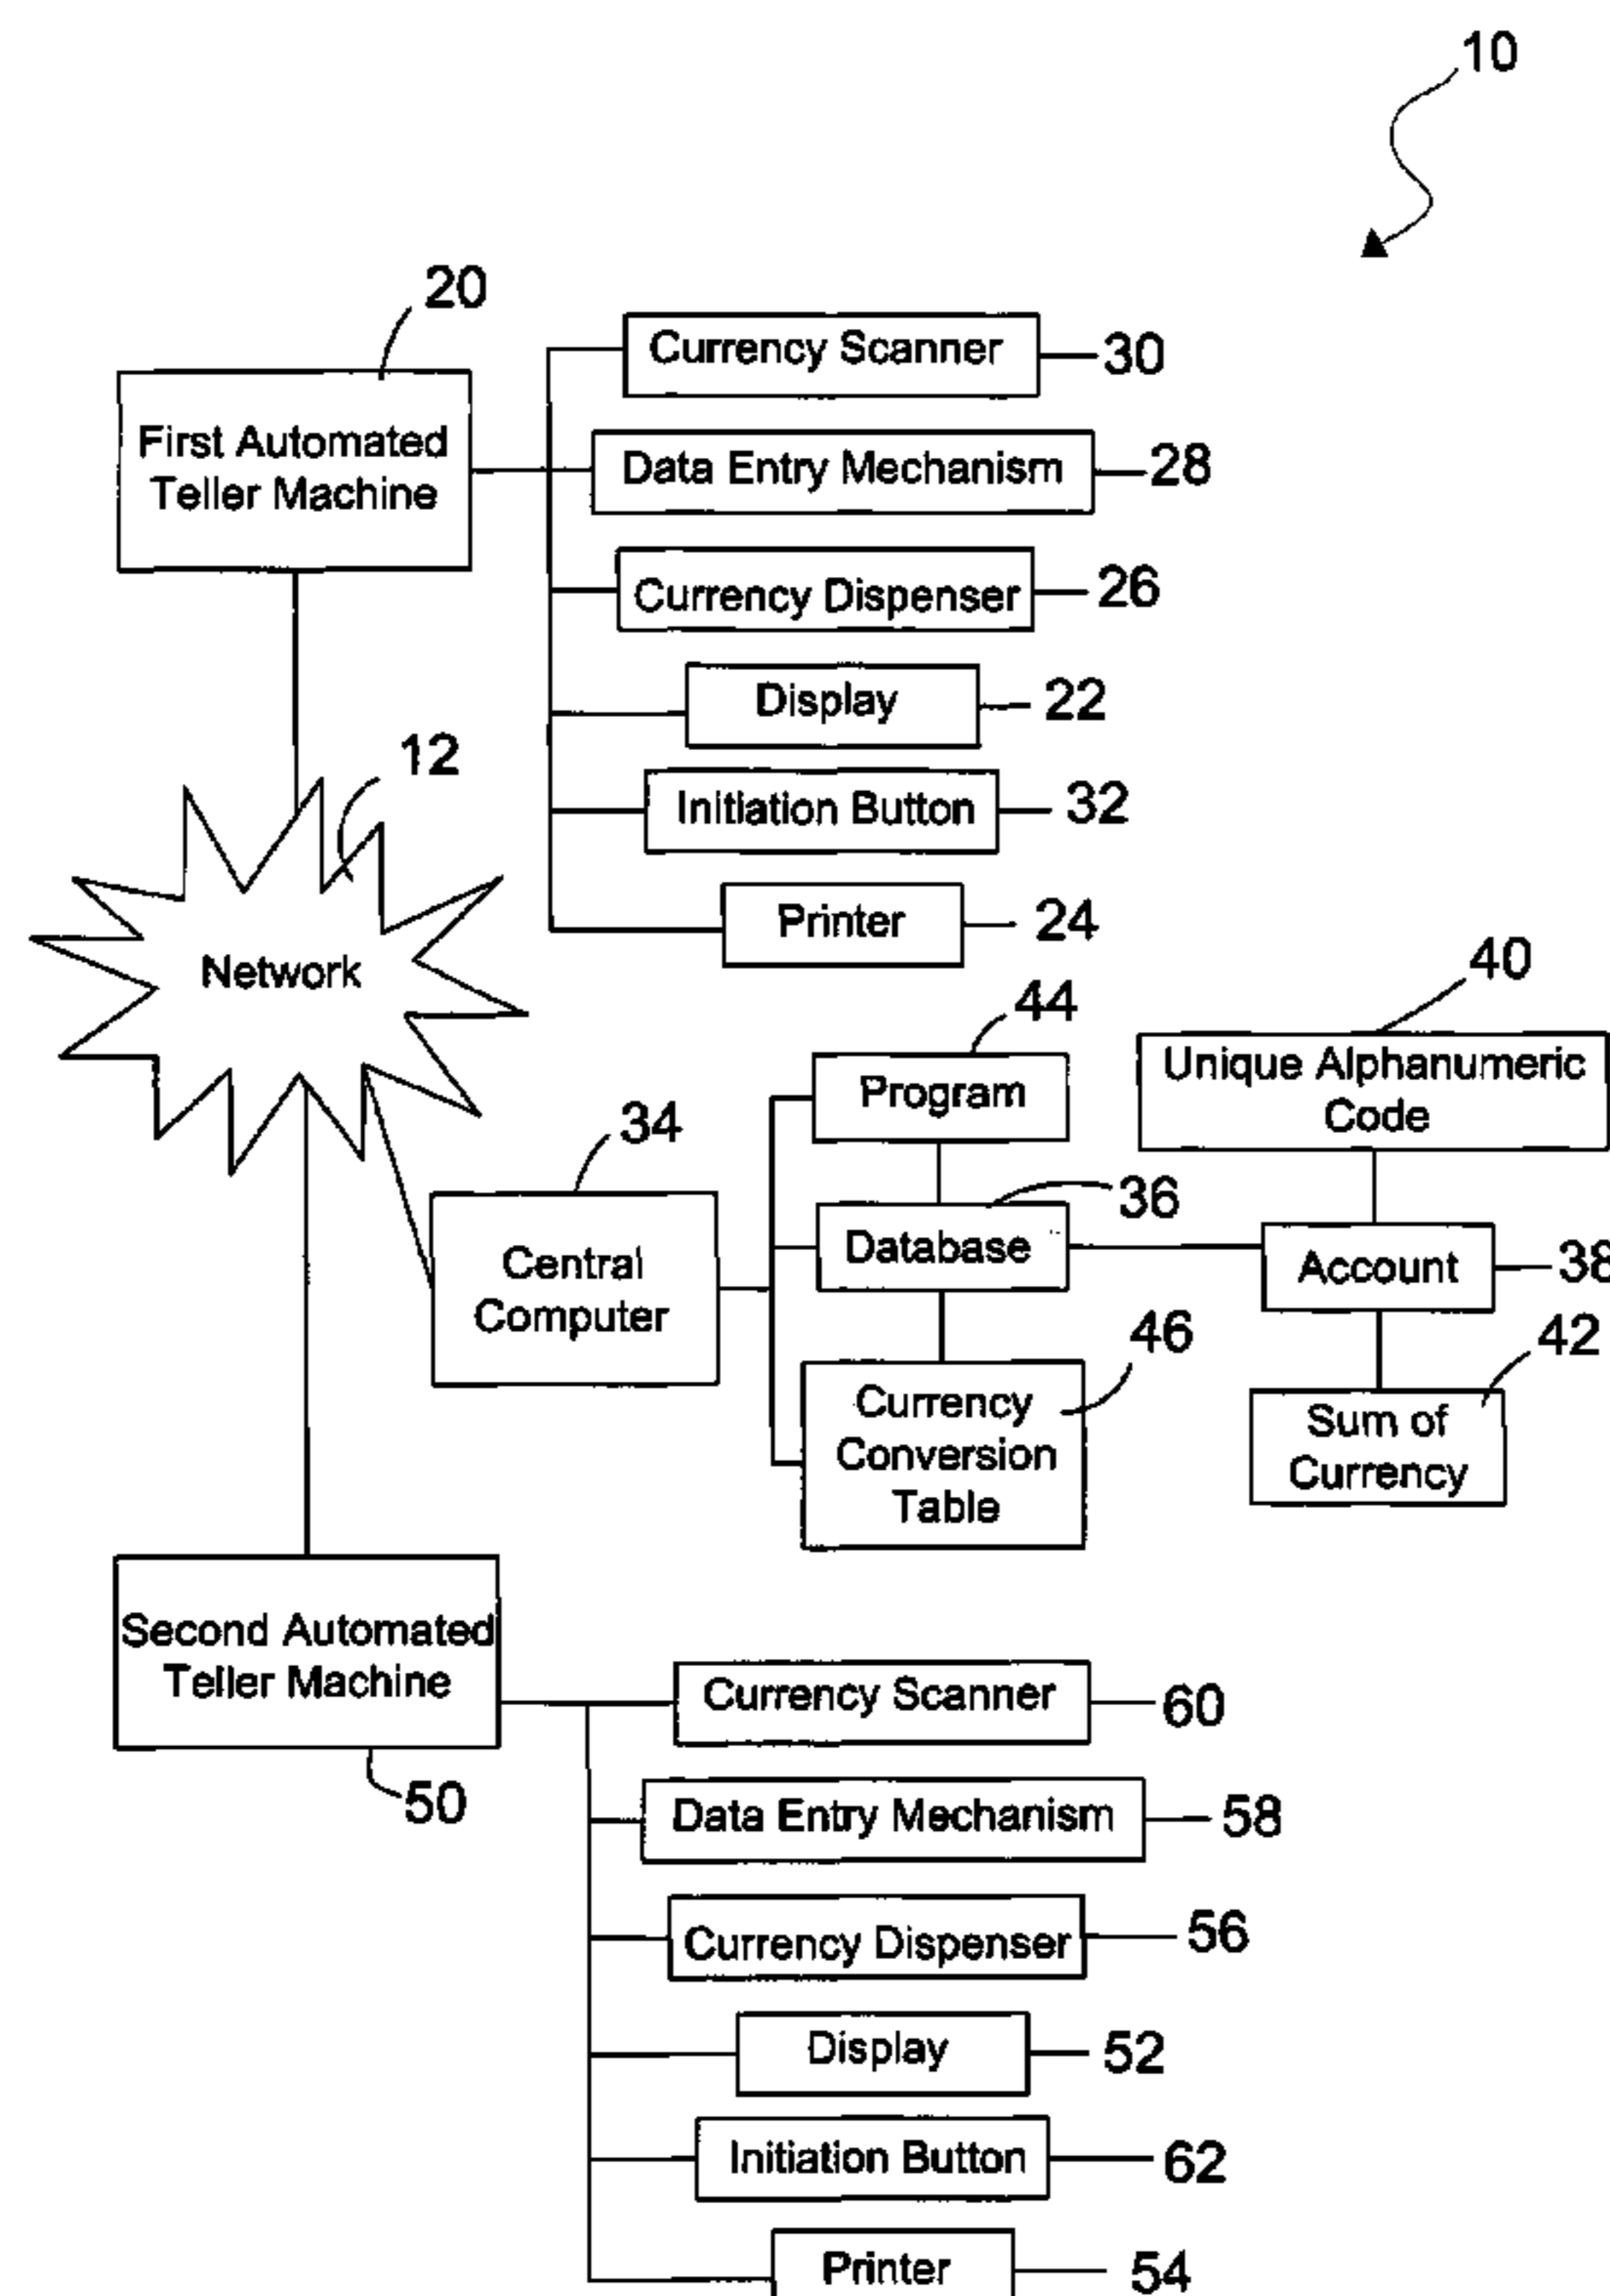 10
20
Currency Scanner
30
First Automated
Teller Machine
Data Entry Mechanism
28
Currency Dispenser
26
Display
22
12
Initiation Button
32
Printer
24
Network
40
44
Unique Alphanumeric
Code
Program
34
36
Database
Account
38
Central
Computer
46
42
Currency
Conversion
Table
Sum of
Currency
Second Automated
Teller Machine
50
Currency Scanner
60
Data Entry Mechanism
58
Currency Dispenser
56
Display
52
Initiation Button
62
Printer
54